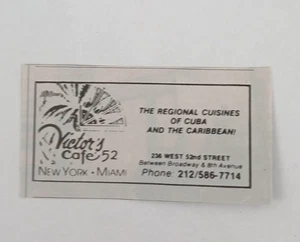 Victor's
Café 52
NEW YORK • MIAMI
THE REGIONAL CUISINES
OF CUBA
AND THE CARIBBEAN!
236 WEST 52nd STREET
Between Broadway & 8th Avenue
Phone: 212/586-7714